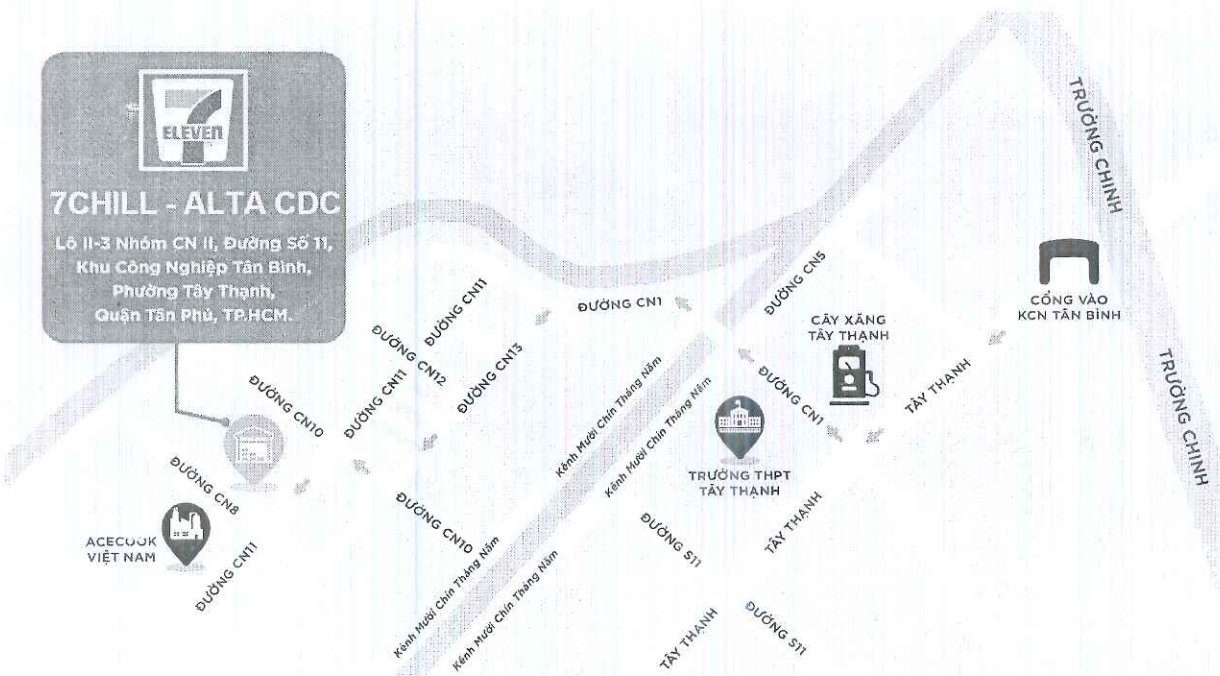 7
ELEVEN
7CHILL - ALTA CDC
Lô II-3 Nhóm CN II, Đường Số 11,
Khu Công Nghiệp Tân Bình,
Phường Tây Thạnh,
Quận Tân Phú, TP.HCM.
TRƯỜNG CHINH
TRƯỜNG CHINH
CỔNG VÀO
KCN TÂN BÌNH
ĐƯỜNG CN5
CÂY XĂNG
TÂY THẠNH
TÂY THẠNH
ĐƯỜNG CN1
ĐƯỜNG CN1
ĐƯỜNG CN11
ĐƯỜNG CN12
ĐƯỜNG CN13
ĐƯỜNG CN11
ĐƯỜNG CN10
Kênh Mười Chín Tháng Năm
Kênh Mười Chín Tháng Năm
TRƯỜNG THPT
TÂY THẠNH
ĐƯỜNG CN8
ACECOOK
VIỆT NAM
ĐƯỜNG CN11
ĐƯỜNG CN10
ĐƯỜNG S11
TÂY THẠNH
Kênh Mười Chín Tháng Năm
Kênh Mười Chín Tháng Năm
TÂY THẠNH
ĐƯỜNG S11